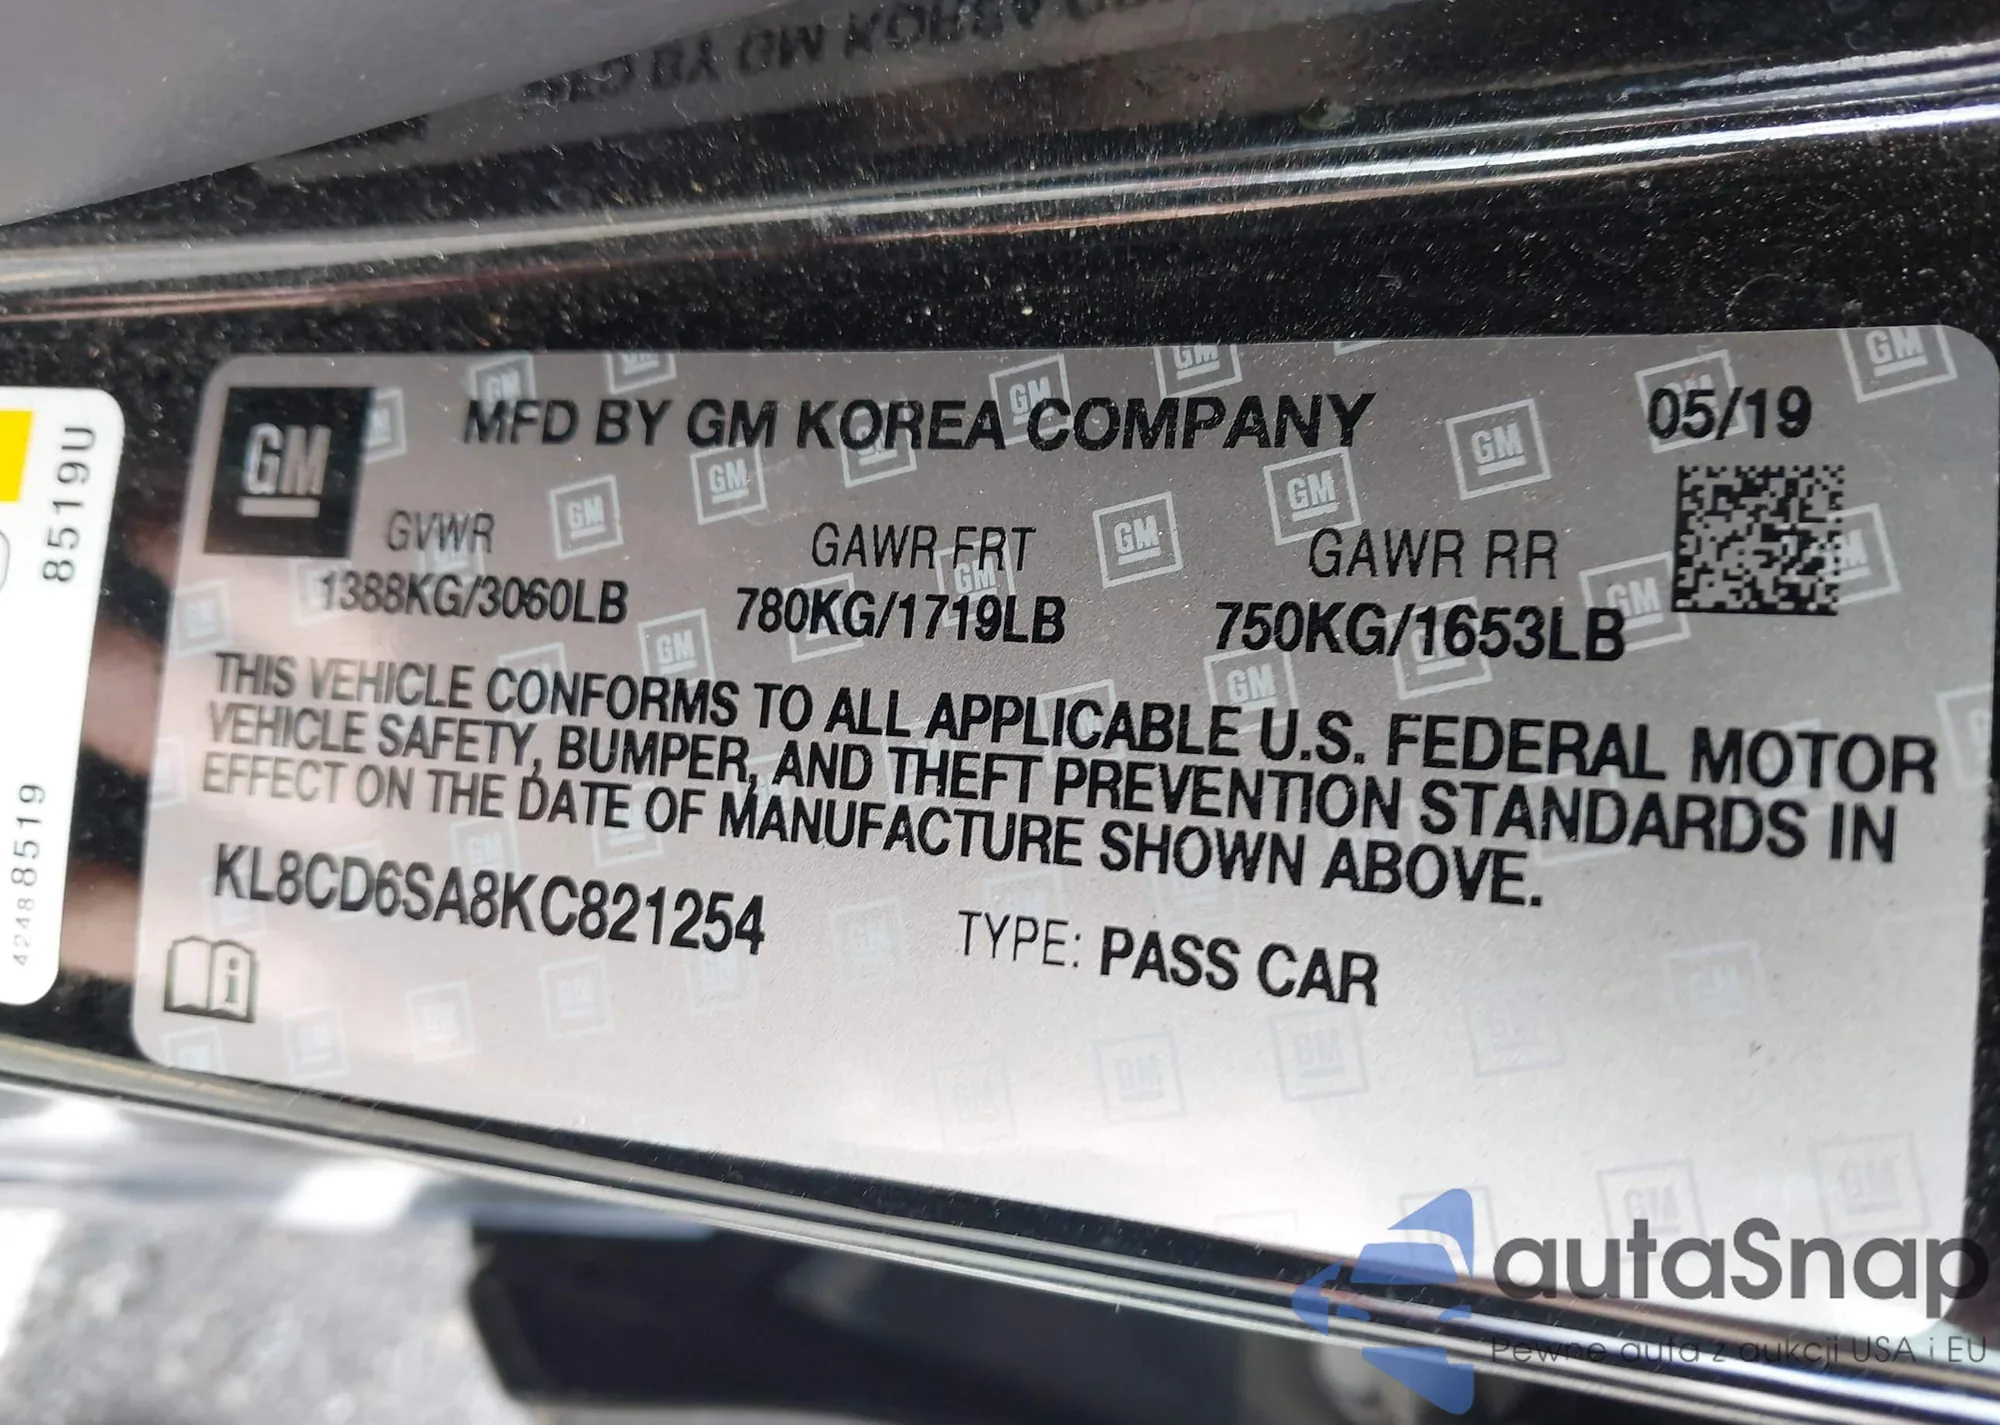 MFD BY GM KOREA COMPANY 05/19
GM
GVWR GAWR FRT GAWR RR
1388KG/3060LB 780KG/1719LB 750KG/1653LB
THIS VEHICLE CONFORMS TO ALL APPLICABLE U.S. FEDERAL MOTOR
VEHICLE SAFETY, BUMPER, AND THEFT PREVENTION STANDARDS IN
EFFECT ON THE DATE OF MANUFACTURE SHOWN ABOVE.
KL8CD6SA8KC821254 TYPE: PASS CAR
8519U
42488519
autaSnap
Pewne auta z aukcji USA i EU